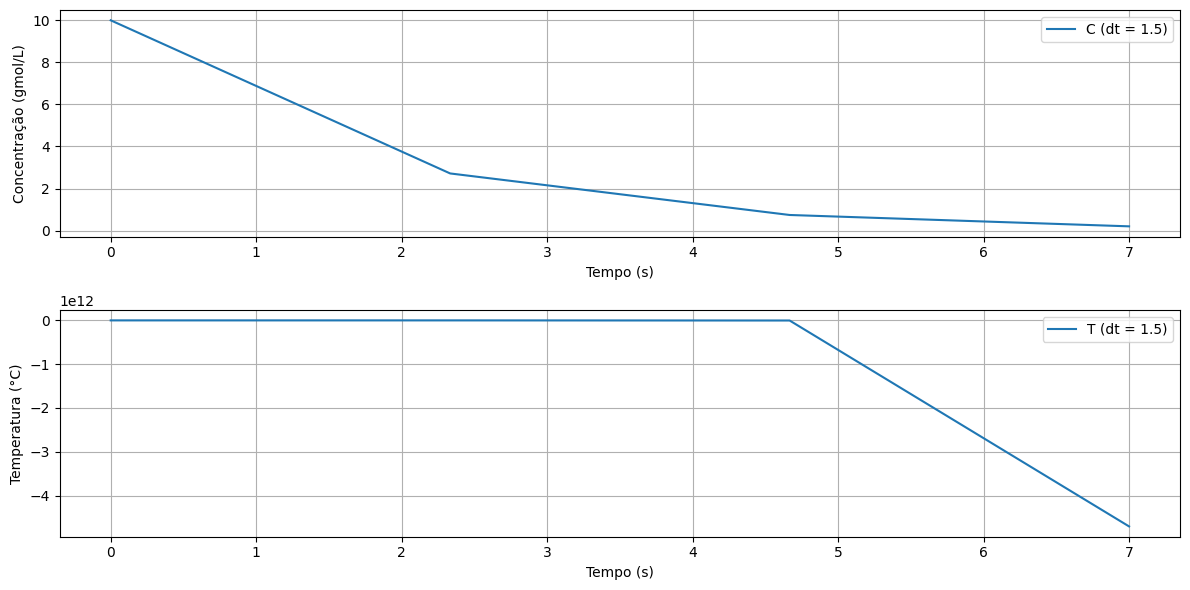 10
8
6
4
2
0
Concentração (gmol/L)
C (dt = 1.5)
0 1 2 3 4 5 6 7
Tempo (s)
1e12
0
−1
−2
−3
−4
Temperatura (°C)
T (dt = 1.5)
0 1 2 3 4 5 6 7
Tempo (s)